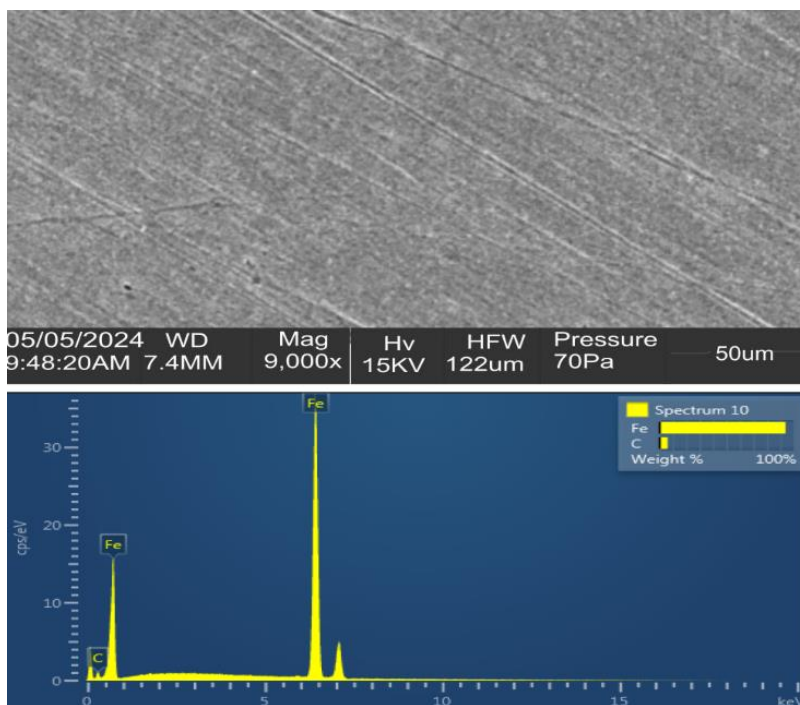 05/05/2024 WD Mag Hv HFW Pressure 50um
9:48:20AM 7.4MM 9,000x 15KV 122um 70Pa
Fe
Spectrum 10
Fe
C
Weight % 100%
30
cps/eV
20
Fe
10
C
0
0 5 10 15 keV